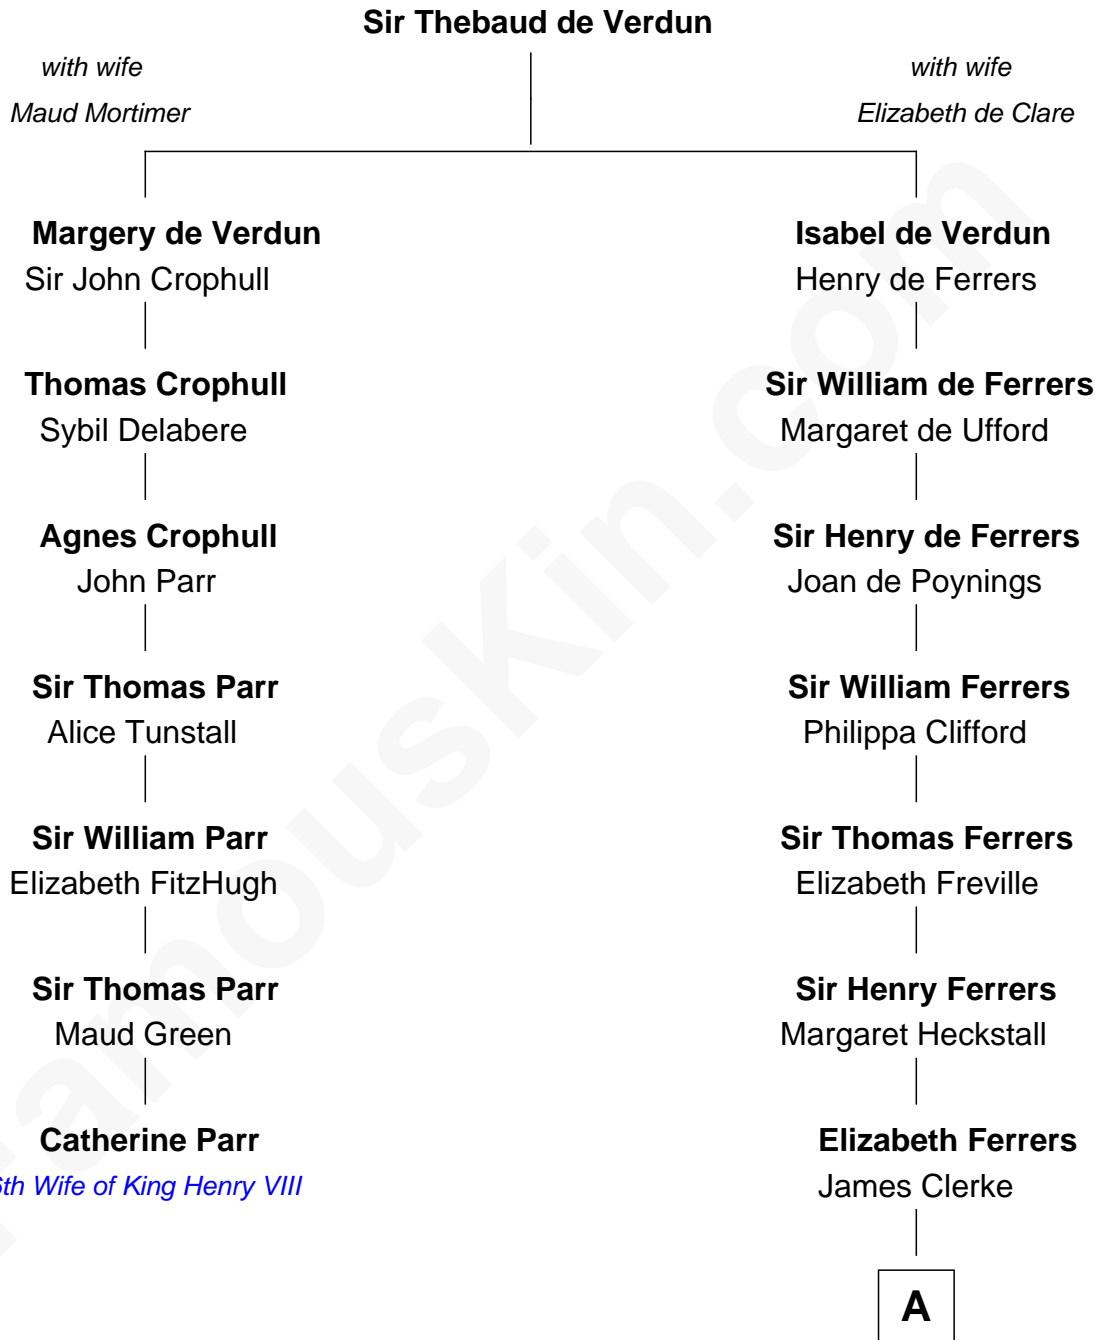 Sir Thebaud de Verdun
with wife
Maud Mortimer
with wife
Elizabeth de Clare
Margery de Verdun
Sir John Crophull
Isabel de Verdun
Henry de Ferrers
Thomas Crophull
Sybil Delabere
Sir William de Ferrers
Margaret de Ufford
Agnes Crophull
John Parr
Sir Henry de Ferrers
Joan de Poynings
Sir Thomas Parr
Alice Tunstall
Sir William Ferrers
Philippa Clifford
Sir William Parr
Elizabeth FitzHugh
Sir Thomas Ferrers
Elizabeth Freville
Sir Thomas Parr
Maud Green
Sir Henry Ferrers
Margaret Heckstall
Catherine Parr
6th Wife of King Henry VIII
Elizabeth Ferrers
James Clerke
A
FamousKin.com